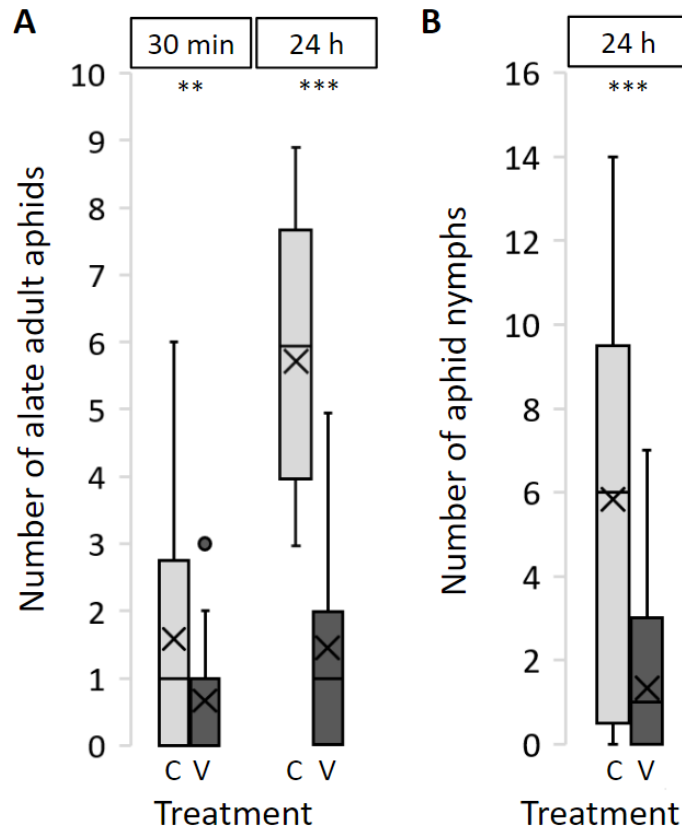 A
30 min
24 h
**
***
Number of alate adult aphids
10
9
8
7
6
5
4
3
2
1
0
C V
C V
Treatment
B
24 h
***
Number of aphid nymphs
16
14
12
10
8
6
4
2
0
C V
Treatment